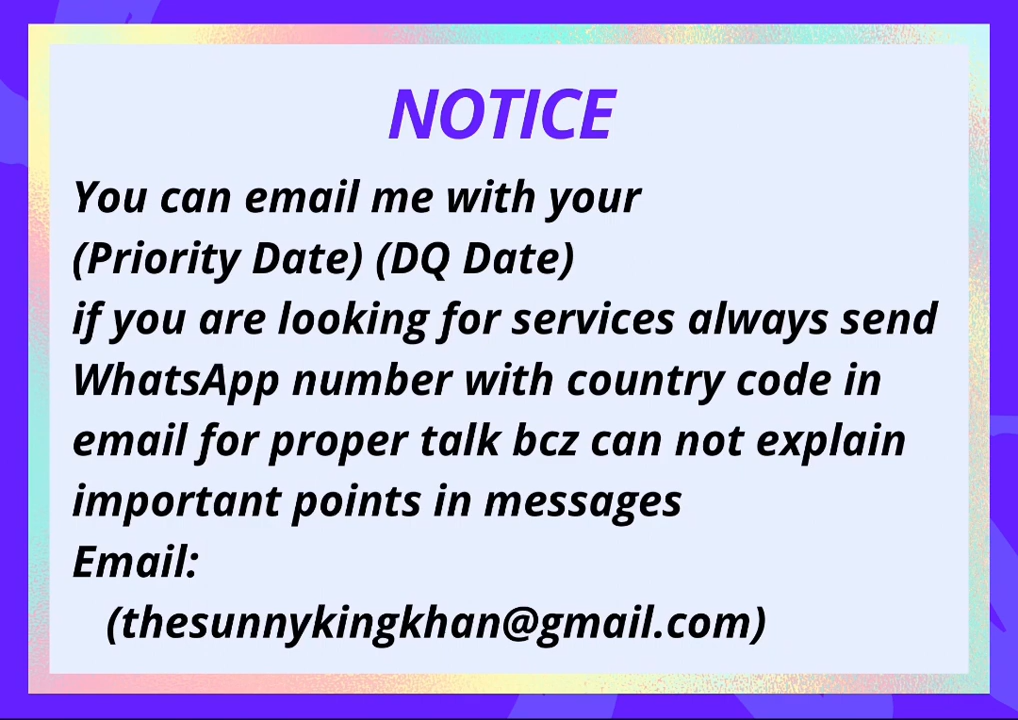 NOTICE
You can email me with your
(Priority Date) (DQ Date)
if you are looking for services always send
WhatsApp number with country code in
email for proper talk bcz can not explain
important points in messages
Email:
(thesunnykingkhan@gmail.com)